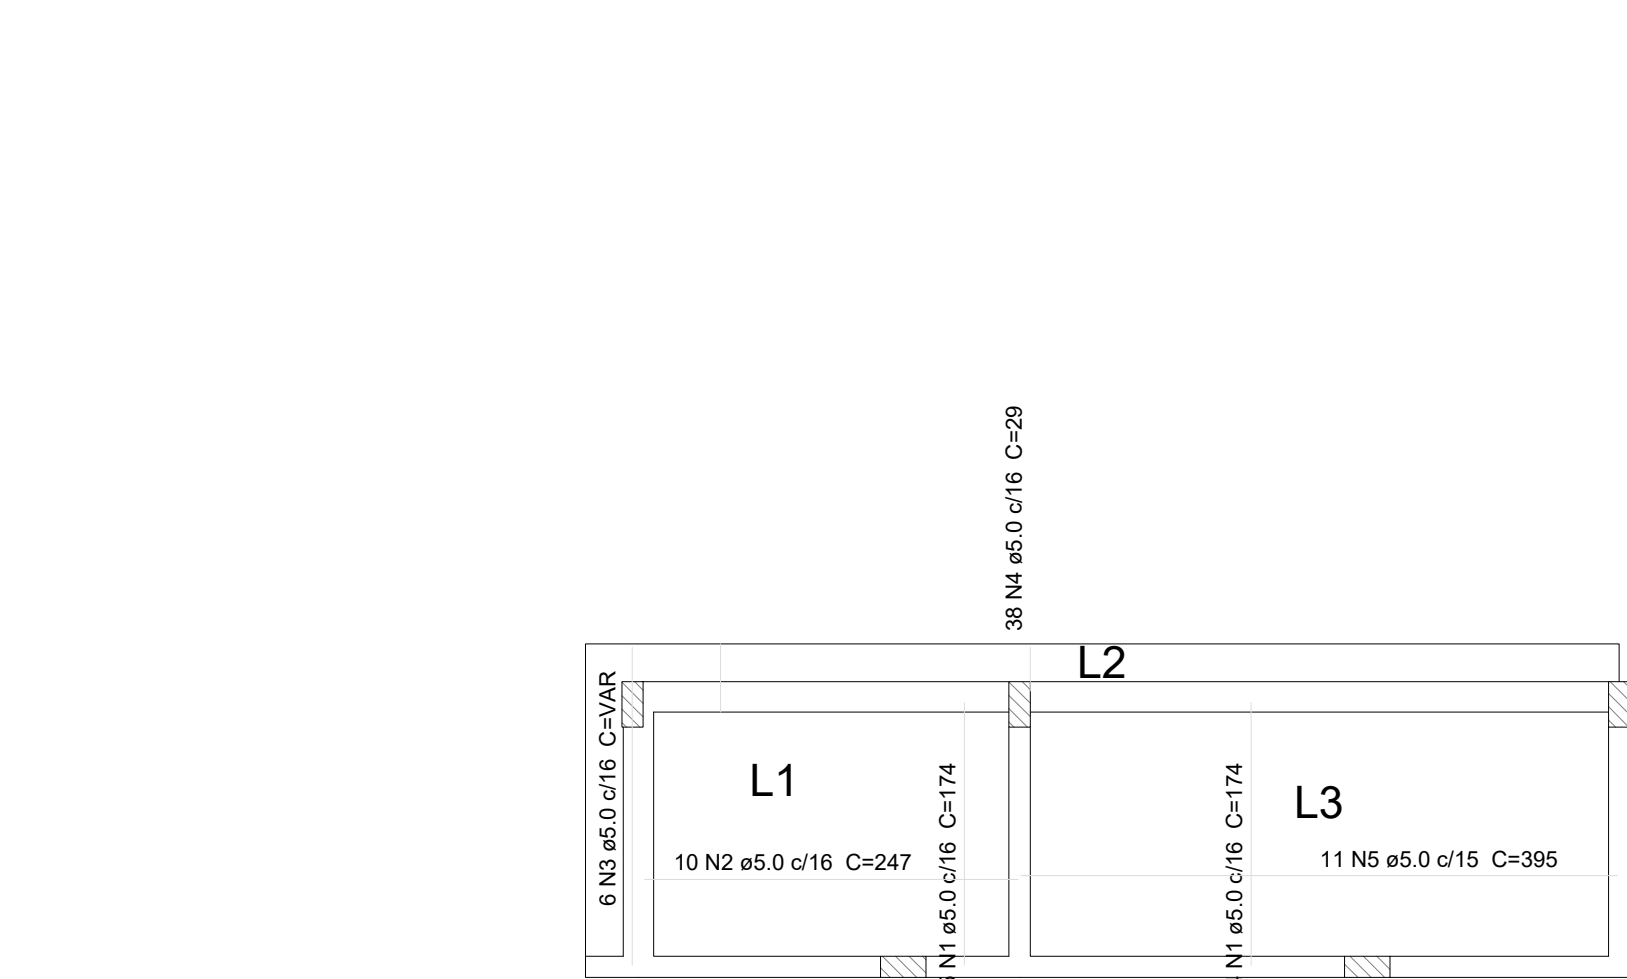 38 N4 ø5.0 c/16 C=29
L2
6 N3 ø5.0 c/16 C=VAR
L1
N1 ø5.0 c/16 C=174
N1 ø5.0 c/16 C=174
L3
10 N2 ø5.0 c/16 C=247
11 N5 ø5.0 c/15 C=395